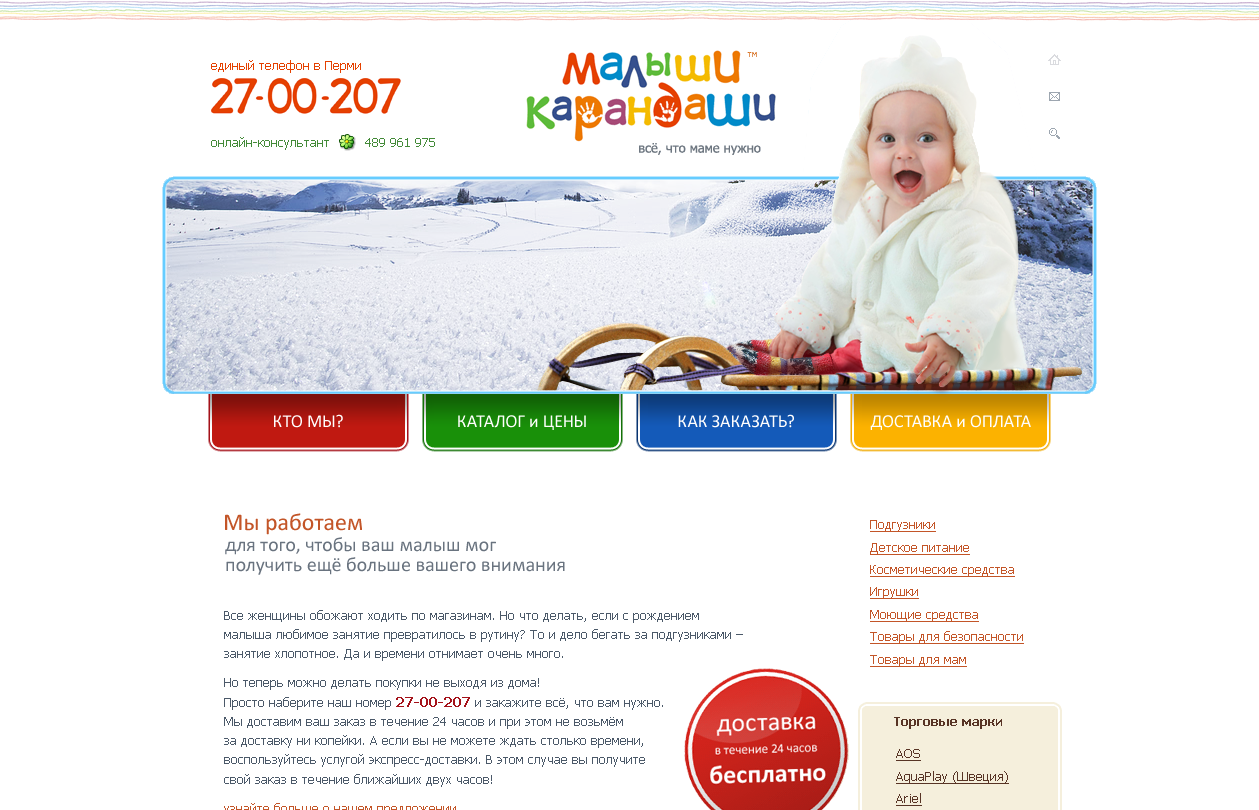 единый телефон в Перми
27-00-207
онлайн-консультант 489 961 975
малыши™
карандаши
всё, что маме нужно
КТО МЫ?
КАТАЛОГ и ЦЕНЫ
КАК ЗАКАЗАТЬ?
ДОСТАВКА и ОПЛАТА
Мы работаем
для того, чтобы ваш малыш мог
получить ещё больше вашего внимания
Все женщины обожают ходить по магазинам. Но что делать, если с рождением
малыша любимое занятие превратилось в рутину? То и дело бегать за подгузниками –
занятие хлопотное. Да и времени отнимает очень много.
Но теперь можно делать покупки не выходя из дома!
Просто наберите наш номер 27-00-207 и закажите всё, что вам нужно.
Мы доставим ваш заказ в течение 24 часов и при этом не возьмём
за доставку ни копейки. А если вы не можете ждать столько времени,
воспользуйтесь услугой экспресс-доставки. В этом случае вы получите
свой заказ в течение ближайших двух часов!
узнайте больше о нашем предложении
доставка
в течение 24 часов
бесплатно
Подгузники
Детское питание
Косметические средства
Игрушки
Моющие средства
Товары для безопасности
Товары для мам
Торговые марки
AOS
AquaPlay (Швеция)
Ariel